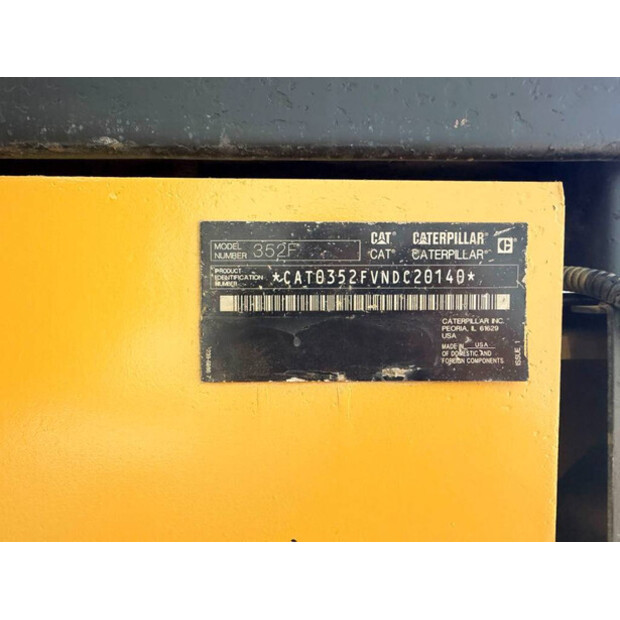 MODEL NUMBER 352F
CAT CATERPILLAR C
CAT CATERPILLAR
PRODUCT IDENTIFICATION NUMBER *CAT0352FVNDC20140*
CATERPILLAR INC.
PEORIA, IL 61629
USA
MADE IN USA
OF DOMESTIC AND
FOREIGN COMPONENTS
ISSUE 1